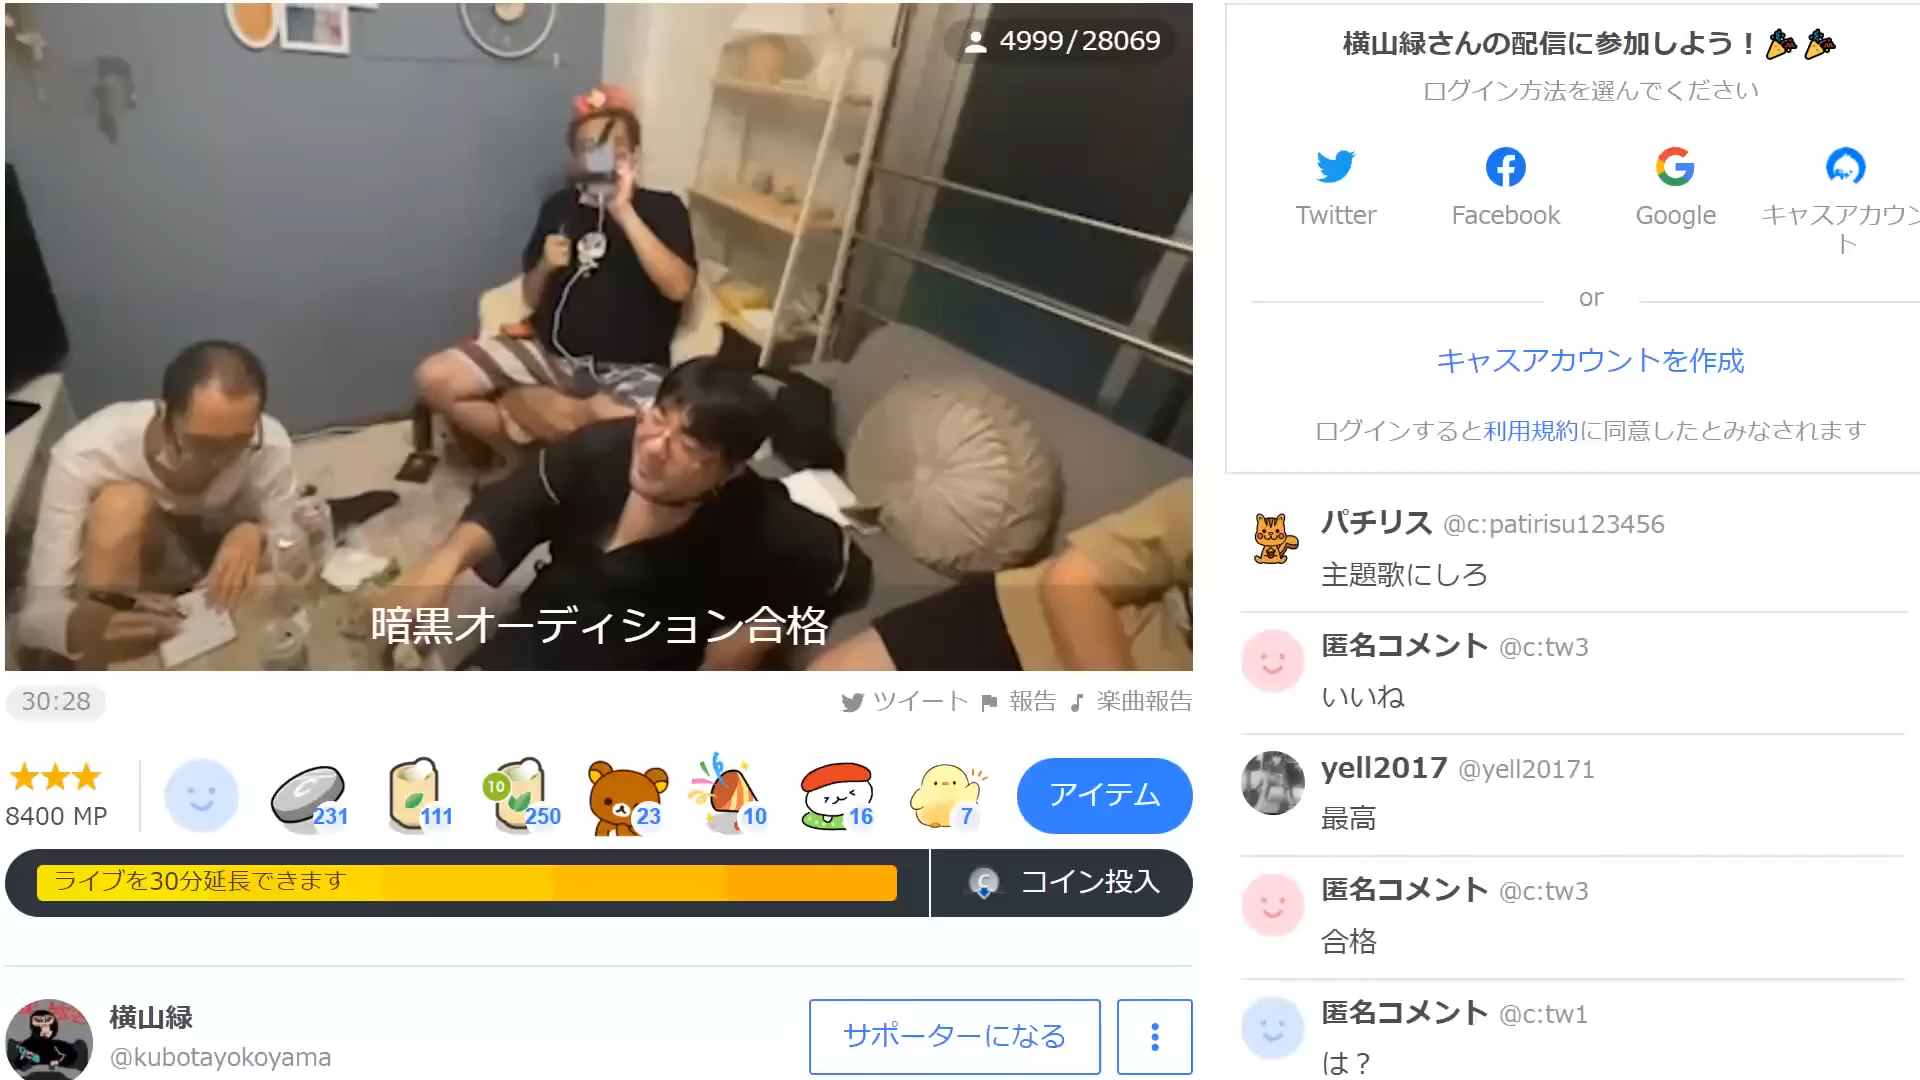 4999/28069
暗黒オーディション合格
30:28
ツイート 報告 楽曲報告
8400 MP
231
111
10
250
23
10
16
7
アイテム
ライブを30分延長できます
コイン投入
横山緑
@kubotayokoyama
サポーターになる
横山緑さんの配信に参加しよう！
ログイン方法を選んでください
Twitter
Facebook
Google
キャスアカウン
ト
or
キャスアカウントを作成
ログインすると利用規約に同意したとみなされます
パチリス @c:patirisu123456
主題歌にしろ
匿名コメント @c:tw3
いいね
yell2017 @yell20171
最高
匿名コメント @c:tw3
合格
匿名コメント @c:tw1
は？